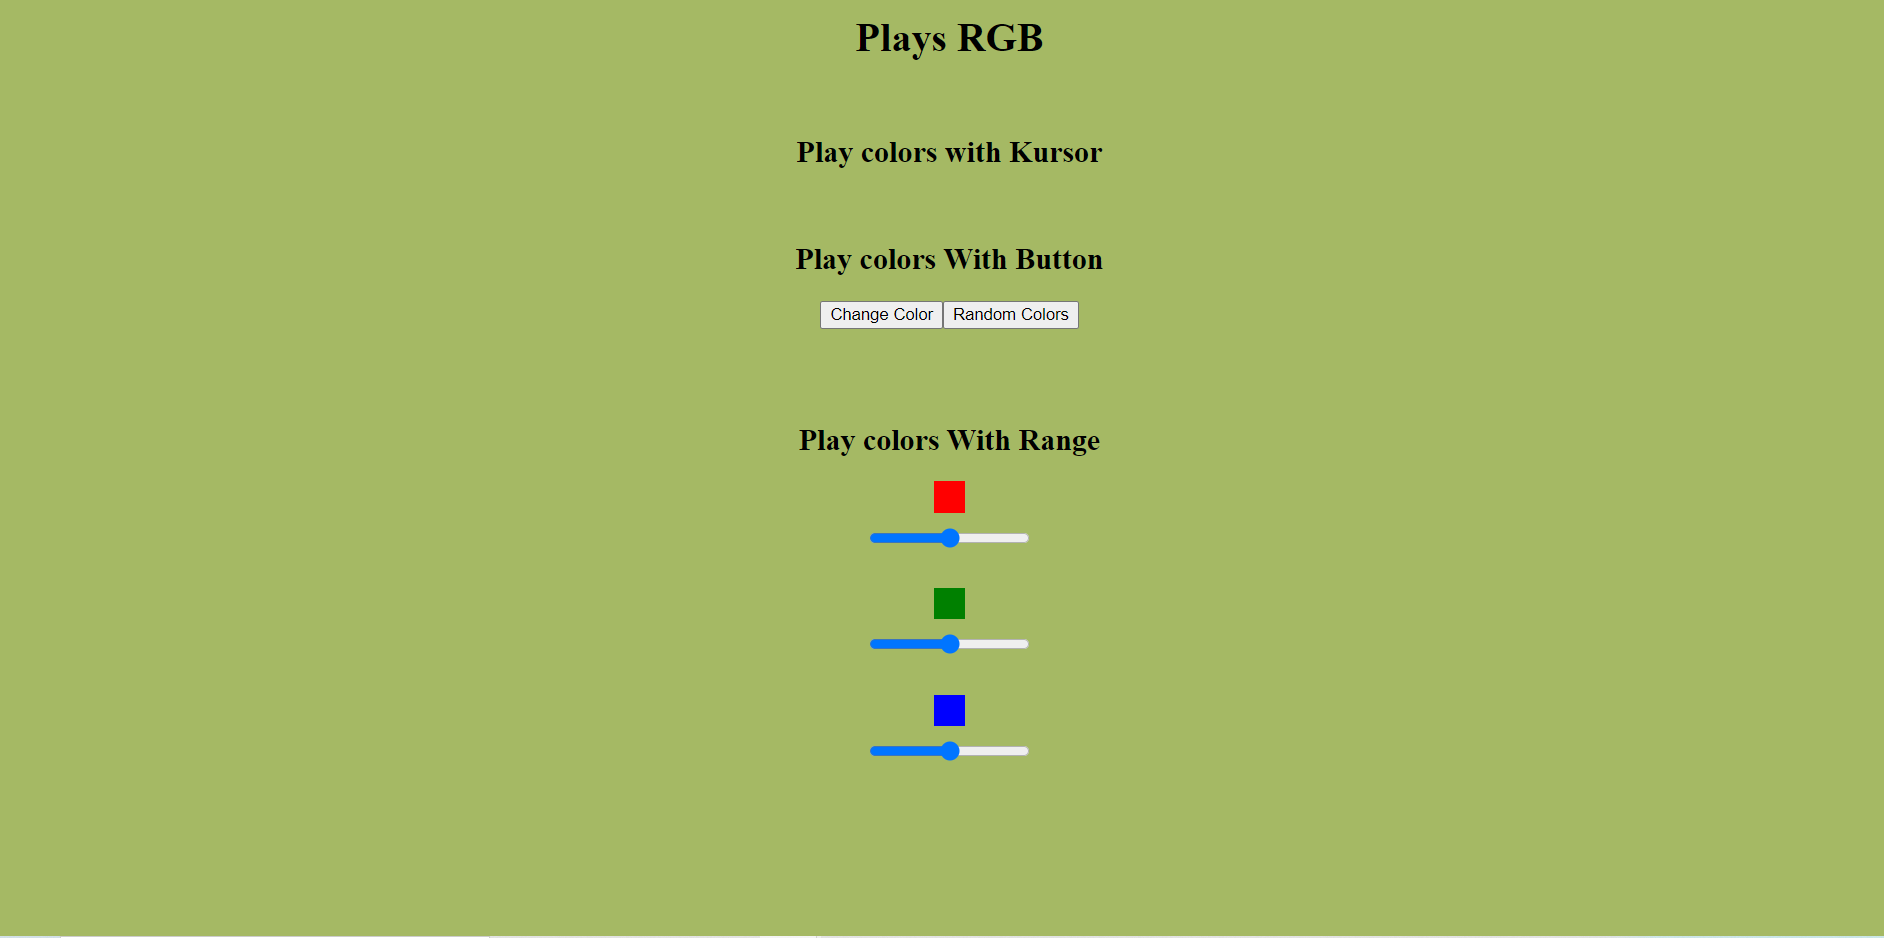 Plays RGB
Play colors with Kursor
Play colors With Button
Change Color Random Colors
Play colors With Range